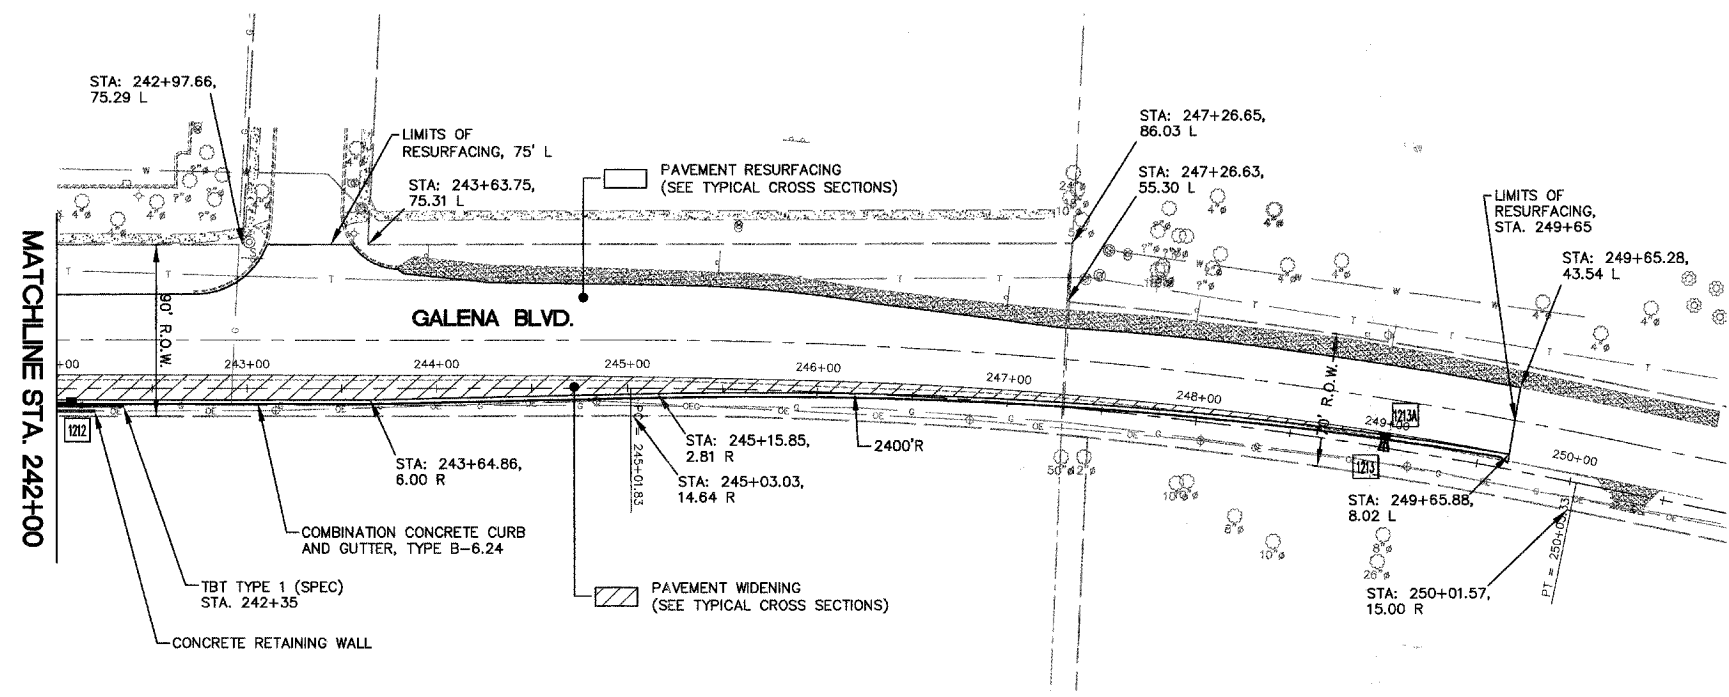 STA: 242+97.66,
75.29 L
LIMITS OF
RESURFACING, 75' L
STA: 243+63.75,
75.31 L
PAVEMENT RESURFACING
(SEE TYPICAL CROSS SECTIONS)
STA: 247+26.65,
86.03 L
STA: 247+26.63,
55.30 L
LIMITS OF
RESURFACING,
STA. 249+65
STA: 249+65.28,
43.54 L
MATCHLINE STA. 242+00
90' R.O.W.
GALENA BLVD.
+00
243+00
244+00
245+00
246+00
247+00
248+00
250+00
R.O.W.
1212
1213A
1213
PC = 245+01.83
STA: 243+64.86,
6.00 R
STA: 245+15.85,
2.81 R
STA: 245+03.03,
14.64 R
2400'R
STA: 249+65.88,
8.02 L
STA: 250+01.57,
15.00 R
COMBINATION CONCRETE CURB
AND GUTTER, TYPE B-6.24
TBT TYPE 1 (SPEC)
STA. 242+35
CONCRETE RETAINING WALL
PAVEMENT WIDENING
(SEE TYPICAL CROSS SECTIONS)